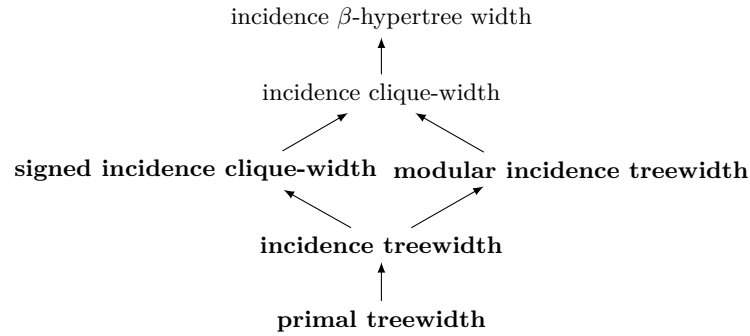 incidence β-hypertree width
incidence clique-width
signed incidence clique-width modular incidence treewidth
incidence treewidth
primal treewidth